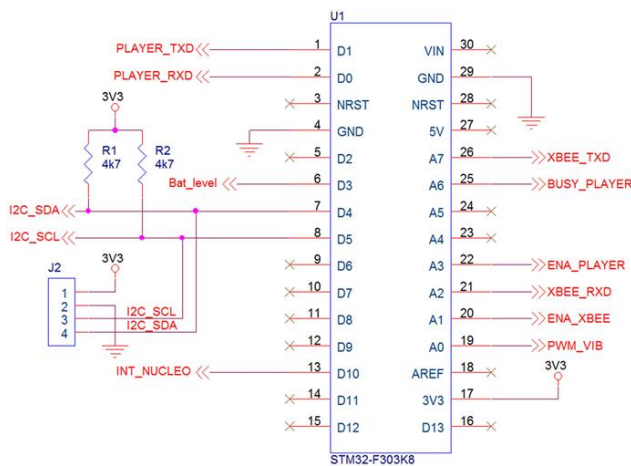 U1
PLAYER_TXD 1 D1 VIN 30
PLAYER_RXD 2 D0 GND 29
3V3 3 NRST NRST 28
4 GND 5V 27
R1 4k7 R2 4k7
5 D2 A7 26 XBEE_TXD
Bat_level 6 D3 A6 25 BUSY_PLAYER
I2C_SDA 7 D4 A5 24
I2C_SCL 8 D5 A4 23
3V3
J2
9 D6 A3 22 ENA_PLAYER
1
10 D7 A2 21 XBEE_RXD
2
3 I2C_SCL 11 D8 A1 20 ENA_XBEE
4 I2C_SDA
12 D9 A0 19 PWM_VIB
INT_NUCLEO 13 D10 AREF 18
3V3
14 D11 3V3 17
15 D12 D13 16
STM32-F303K8